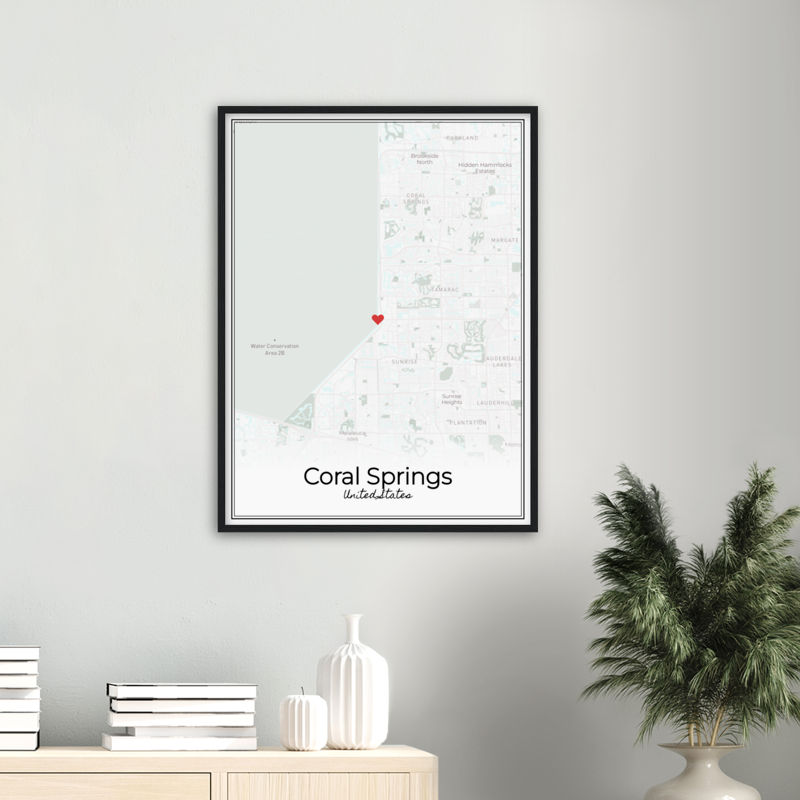 PARKLAND
Brookside
North
Hidden Hammocks
Estates
CORAL
SPRINGS
MARGATE
TAMARAC
Water Conservation
Area 2B
SUNRISE
LAUDERDALE
LAKES
Sunrise
Heights
LAUDERHILL
PLANTATION
Coral Springs
United States